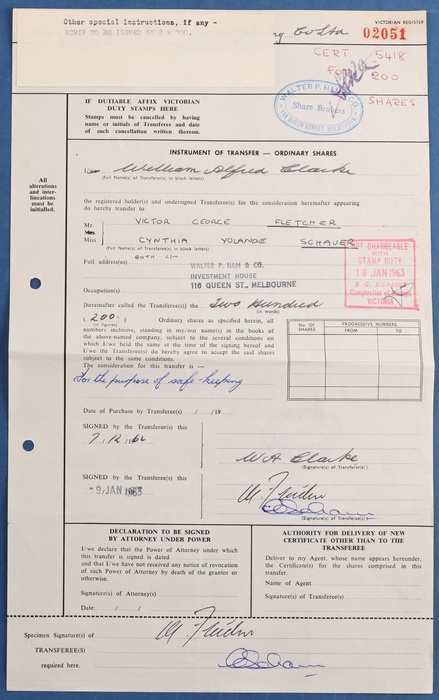 Other special instructions, if any -
SCRIP TO BE ISSUED IN 2 x 100.
Co Ltd
VICTORIAN REGISTER
02051
CERT. 5418
For 200
SHARES
WALTER P. HAM & CO.
Share Brokers
116 QUEEN STREET, MELBOURNE
IF DUTIABLE AFFIX VICTORIAN
DUTY STAMPS HERE
Stamps must be cancelled by having
name or initials of Transferee and date
of such cancellation written thereon.
All
alterations
and inter-
lineations
must be
initialled.
INSTRUMENT OF TRANSFER — ORDINARY SHARES
William Alfred Clarke
(Full Name(s) of Transferor(s) in block letters)
the registered holder(s) and undersigned Transferor(s) for the consideration hereinafter appearing
do hereby transfer to
Mr. VICTOR GEORGE FLETCHER
Mrs.
Miss CYNTHIA YOLANDE SCHAUER
(Full Name(s) of Transferee(s) in block letters)
BOTH C/-
Full address(es)
WALTER P. HAM & CO.
INVESTMENT HOUSE
116 QUEEN ST., MELBOURNE
Occupation(s)
NOT CHARGEABLE
WITH
STAMP DUTY
18 JAN 1963
VICTORIA
[hereinafter called the Transferee(s)] the Two Hundred
(in words)
(200.) Ordinary shares as specified herein, all
(in figures)
numbers inclusive, standing in my/our name(s) in the books of
the above-named company, subject to the several conditions on
which I/we held the same at the time of the signing hereof and
I/we the Transferee(s) do hereby agree to accept the said shares
subject to the same conditions.
No. of
SHARES
PROGRESSIVE NUMBERS
FROM
TO
The consideration for this transfer is—
For the purpose of safe-keeping
Date of Purchase by Transferee(s) / /19
SIGNED by the Transferor(s) this
7.12.62
W A Clarke
(Signature(s) of Transferor(s))
SIGNED by the Transferee(s) this
-9 JAN 1963
(Signature(s) of Transferee(s))
DECLARATION TO BE SIGNED
BY ATTORNEY UNDER POWER
I/we declare that the Power of Attorney under which
this transfer is signed is dated
and that I/we have not received any notice of revocation
of such Power of Attorney by death of the grantor or
otherwise.
Signature(s) of Attorney(s)
Date: / /
AUTHORITY FOR DELIVERY OF NEW
CERTIFICATE OTHER THAN TO THE
TRANSFEREE
Deliver to my Agent, whose name appears hereunder,
the Certificate(s) for the shares comprised in this
transfer.
Name of Agent
Signature(s) of Transferee(s)
Specimen Signature(s) of
TRANSFEREE(S)
required here.